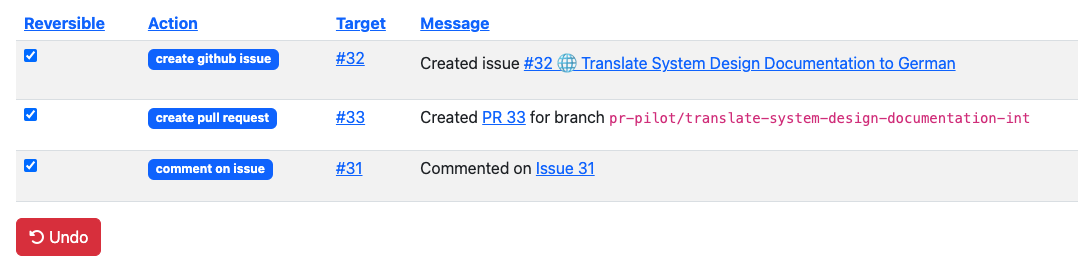 Reversible Action Target Message
create github issue #32 Created issue #32 🌐 Translate System Design Documentation to German
create pull request #33 Created PR 33 for branch pr-pilot/translate-system-design-documentation-int
comment on issue #31 Commented on Issue 31
Undo